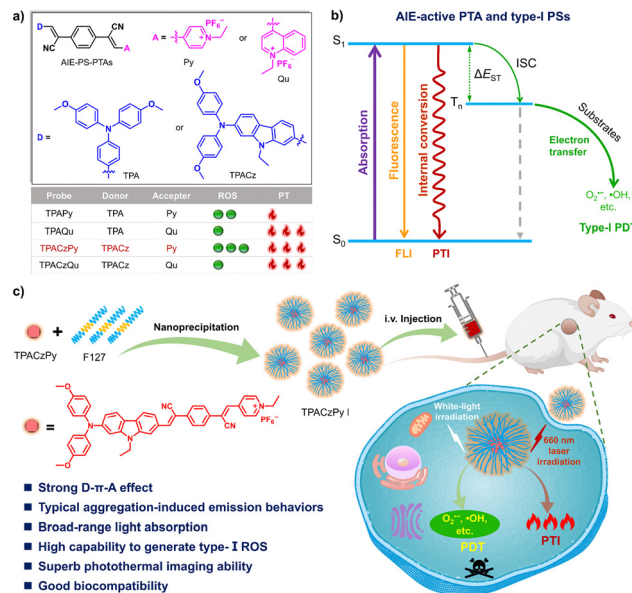 a)
D
CN
CN
A
AIE-PS-PTAs
A =
PF6⁻
N+
Py
or
PF6⁻
N+
Qu
D =
O
O
N
TPA
or
O
O
N
N
TPACz
Probe Donor Accepter ROS PT
TPAPy TPA Py
TPAQu TPA Qu
TPACzPy TPACz Py
TPACzQu TPACz Qu
b)
AIE-active PTA and type-I PSs
S1
ISC
ΔEST
Tn
Absorption
Fluorescence
Internal conversion
Substrates
Electron
transfer
O2•−, •OH,
etc.
Type-I PDT
S0
FLI
PTI
c)
TPACzPy
+
F127
Nanoprecipitation
TPACzPy I
i.v. Injection
=
O
O
N
N
CN
CN
N+
PF6⁻
White-light
irradiation
660 nm
laser
irradiation
O2•−, •OH,
etc.
PDT
PTI
Strong D-π-A effect
Typical aggregation-induced emission behaviors
Broad-range light absorption
High capability to generate type-I ROS
Superb photothermal imaging ability
Good biocompatibility